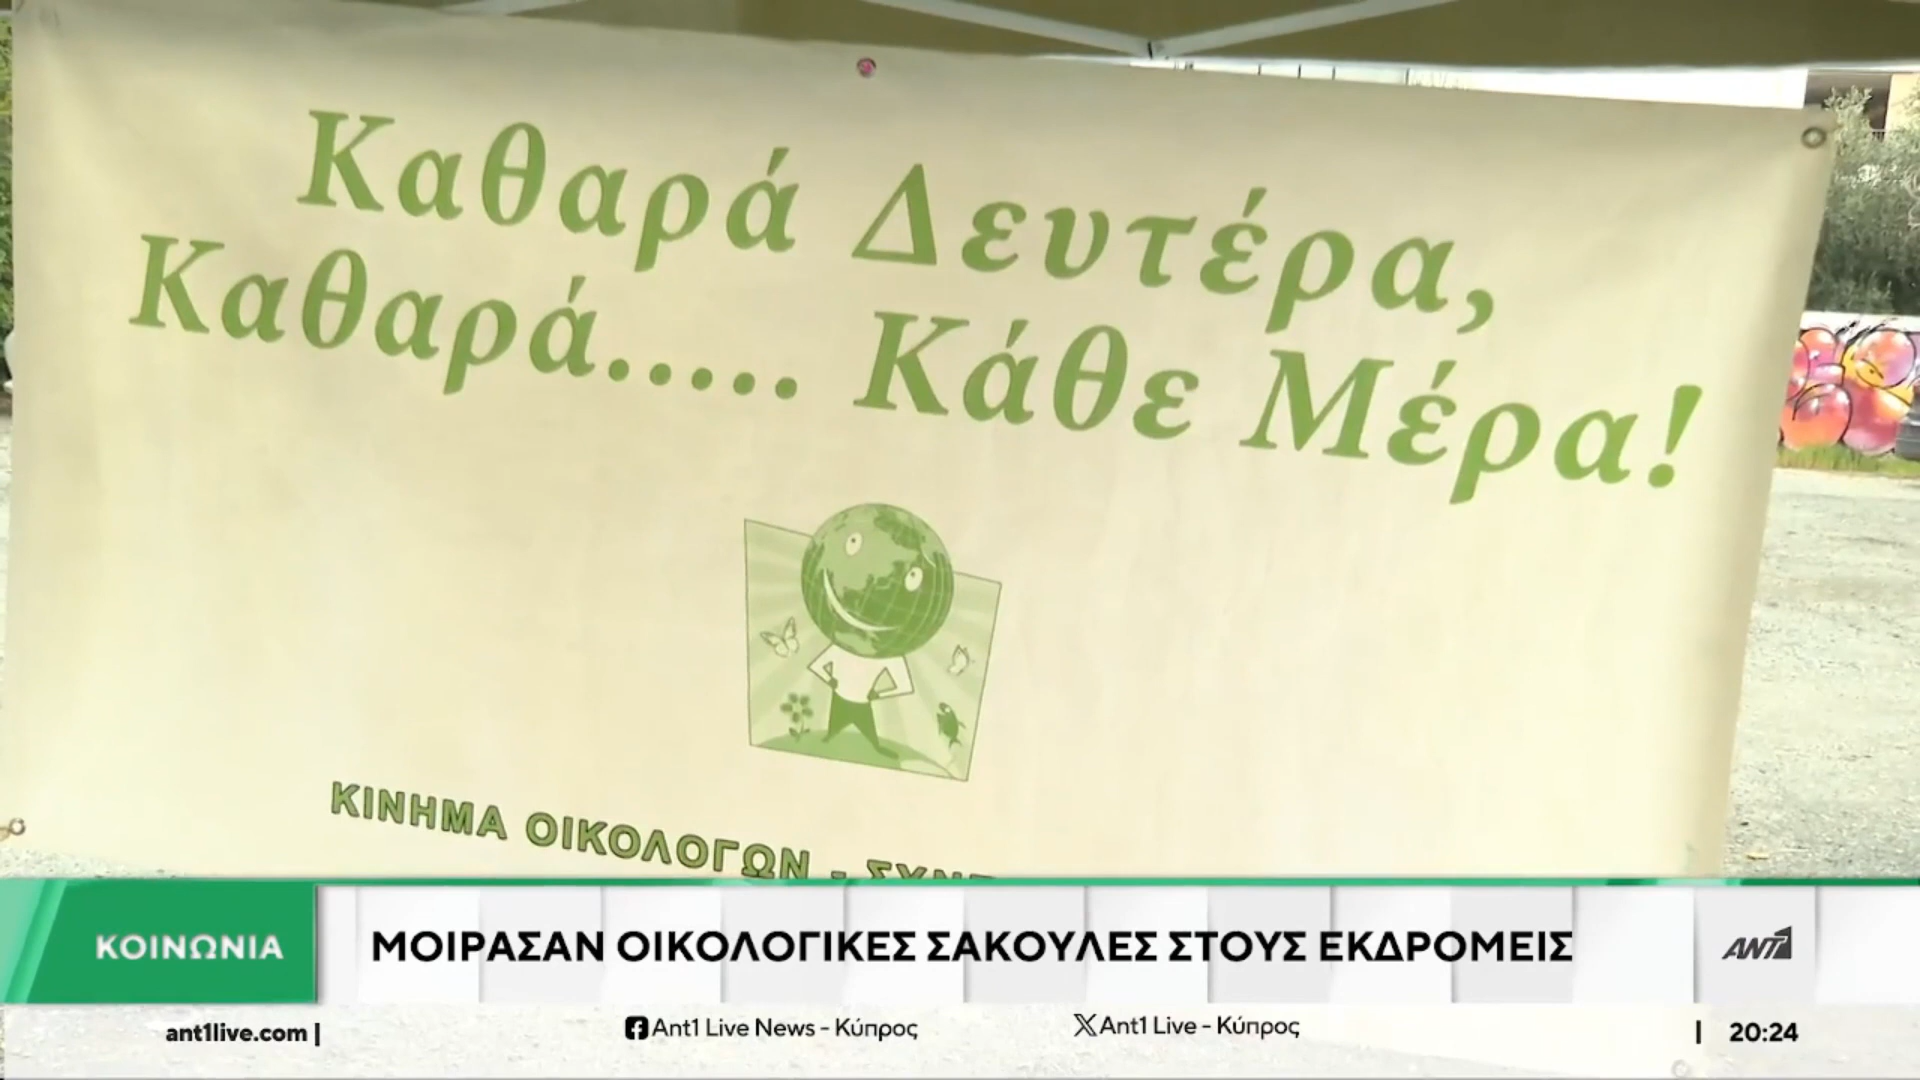 Καθαρά Δευτέρα,
Καθαρά..... Κάθε Μέρα!
ΚΙΝΗΜΑ ΟΙΚΟΛΟΓΩΝ -
ΚΟΙΝΩΝΙΑ
ΜΟΙΡΑΣΑΝ ΟΙΚΟΛΟΓΙΚΕΣ ΣΑΚΟΥΛΕΣ ΣΤΟΥΣ ΕΚΔΡΟΜΕΙΣ
ANT1
ant1live.com |
Ant1 Live News - Κύπρος
Ant1 Live - Κύπρος
| 20:24